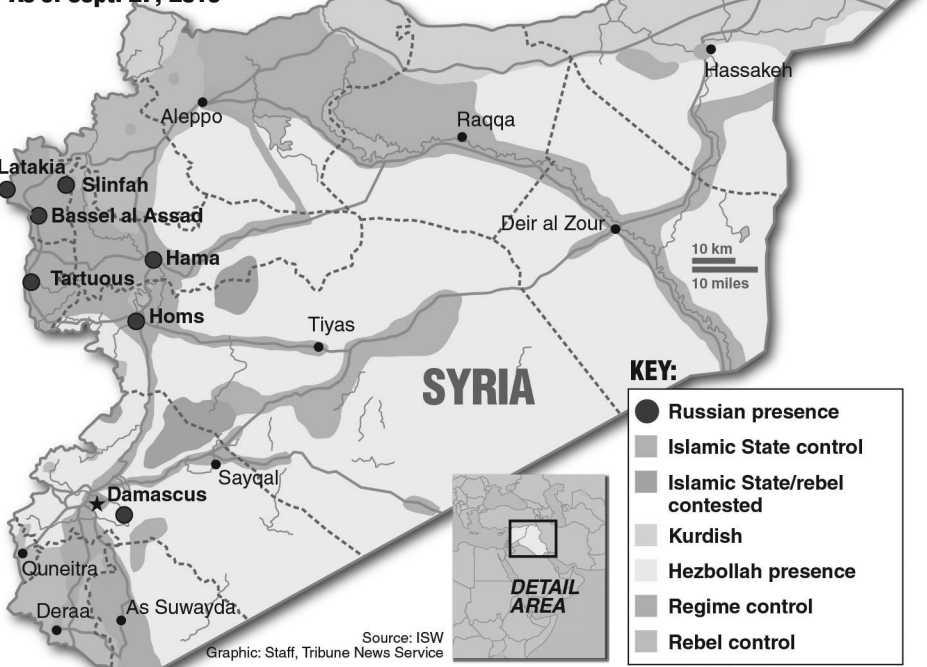 Hassakeh
Aleppo
Raqqa
Latakia
Slinfah
Bassel al Assad
Deir al Zour
10 km
10 miles
Hama
Tartuous
Homs
Tiyas
SYRIA
Sayqal
Damascus
Quneitra
Deraa
As Suwayda
KEY:
Russian presence
Islamic State control
Islamic State/rebel
contested
Kurdish
Hezbollah presence
Regime control
Rebel control
DETAIL
AREA
Source: ISW
Graphic: Staff, Tribune News Service